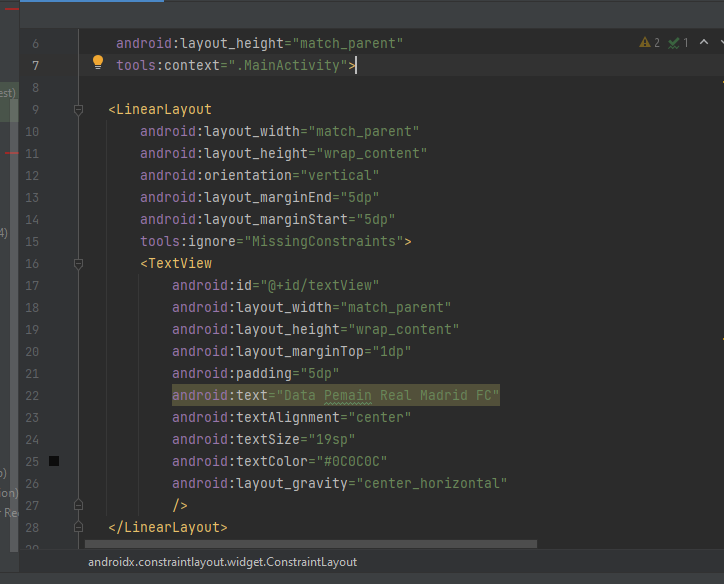 6 android:layout_height="match_parent"
2 1
7 tools:context=".MainActivity">
8
est)
9 <LinearLayout
10 android:layout_width="match_parent"
11 android:layout_height="wrap_content"
12 android:orientation="vertical"
13 android:layout_marginEnd="5dp"
14 android:layout_marginStart="5dp"
4)
15 tools:ignore="MissingConstraints">
16 <TextView
17 android:id="@+id/textView"
18 android:layout_width="match_parent"
19 android:layout_height="wrap_content"
20 android:layout_marginTop="1dp"
21 android:padding="5dp"
22 android:text="Data Pemain Real Madrid FC"
23 android:textAlignment="center"
24 android:textSize="19sp"
25 android:textColor="#0C0C0C"
26 android:layout_gravity="center_horizontal"
ion)
27 />
Re
28 </LinearLayout>
29
androidx.constraintlayout.widget.ConstraintLayout